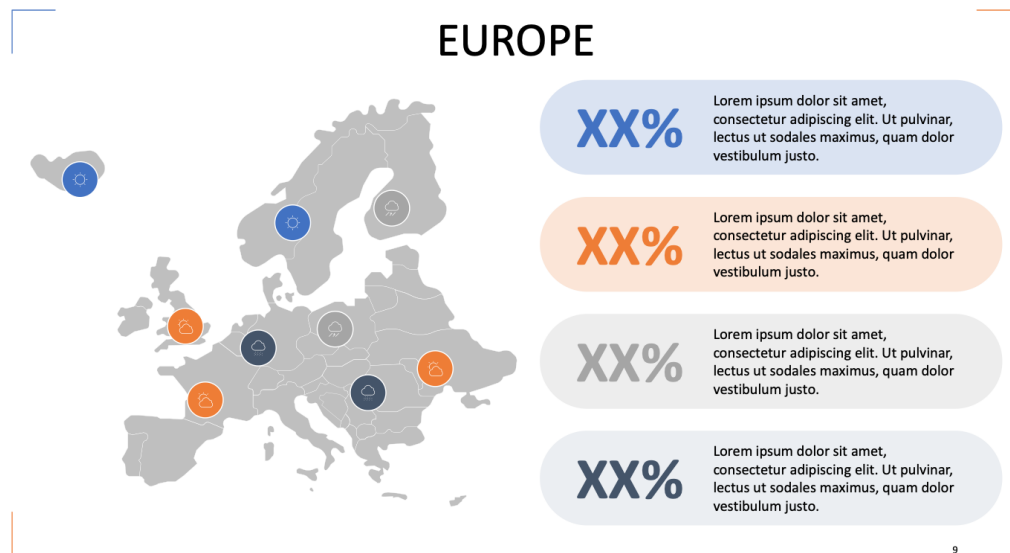 EUROPE
XX%
Lorem ipsum dolor sit amet,
consectetur adipiscing elit. Ut pulvinar,
lectus ut sodales maximus, quam dolor
vestibulum justo.
XX%
Lorem ipsum dolor sit amet,
consectetur adipiscing elit. Ut pulvinar,
lectus ut sodales maximus, quam dolor
vestibulum justo.
XX%
Lorem ipsum dolor sit amet,
consectetur adipiscing elit. Ut pulvinar,
lectus ut sodales maximus, quam dolor
vestibulum justo.
XX%
Lorem ipsum dolor sit amet,
consectetur adipiscing elit. Ut pulvinar,
lectus ut sodales maximus, quam dolor
vestibulum justo.
9